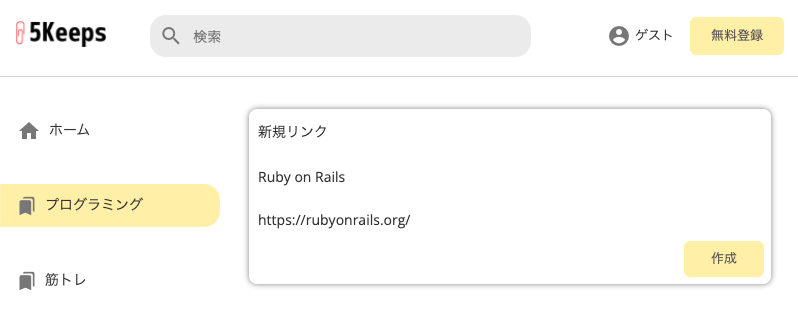 5Keeps
検索
ゲスト
無料登録
ホーム
プログラミング
筋トレ
新規リンク
Ruby on Rails
https://rubyonrails.org/
作成